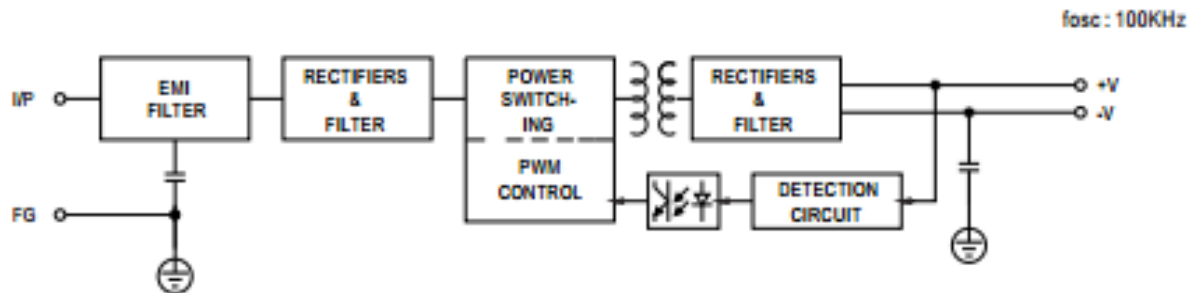 fosc : 100KHz
I/P
EMI
FILTER
RECTIFIERS
&
FILTER
POWER
SWITCH-
ING
PWM
CONTROL
RECTIFIERS
&
FILTER
+V
-V
DETECTION
CIRCUIT
FG